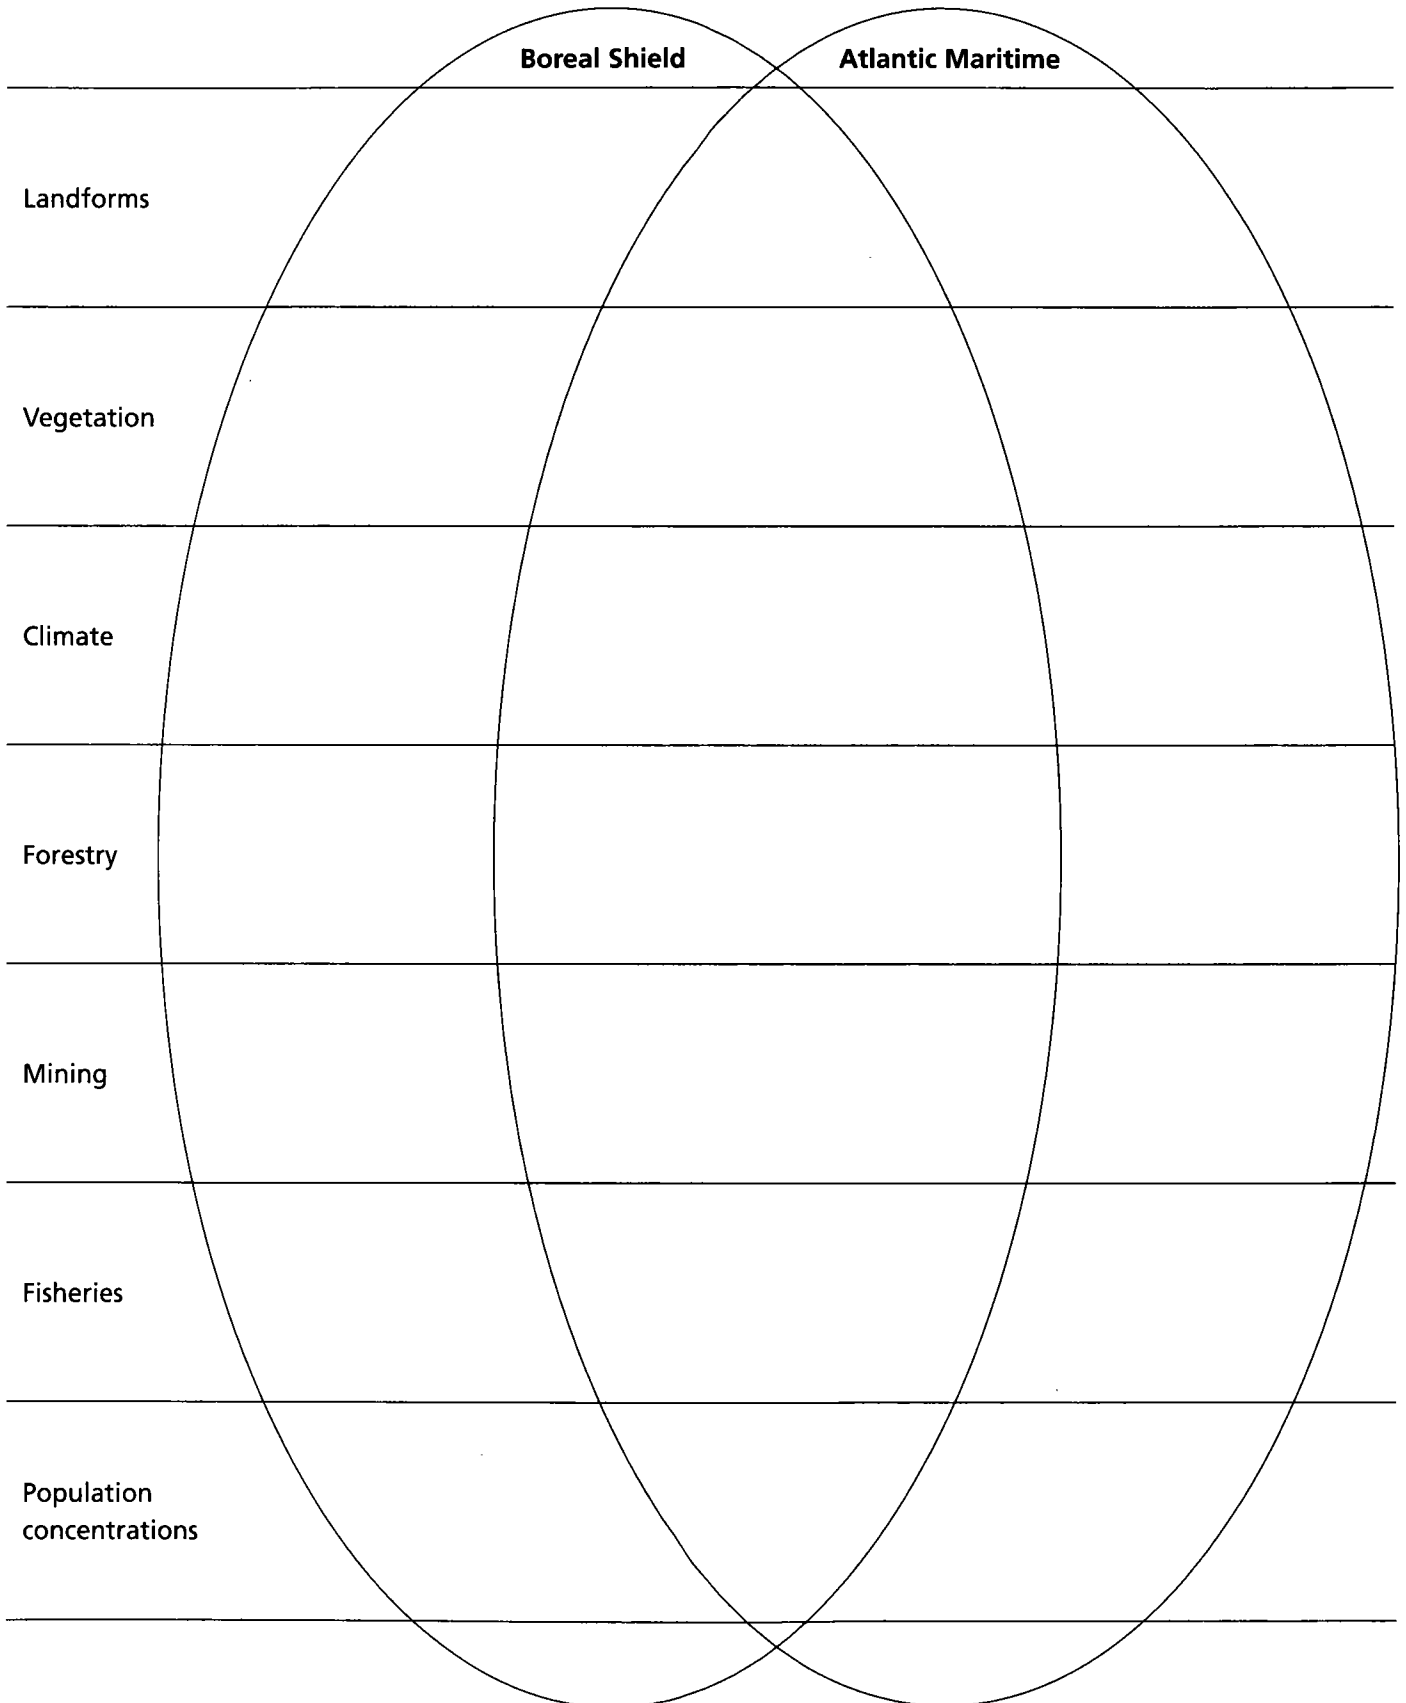 Boreal Shield
Atlantic Maritime
Landforms
Vegetation
Climate
Forestry
Mining
Fisheries
Population
concentrations